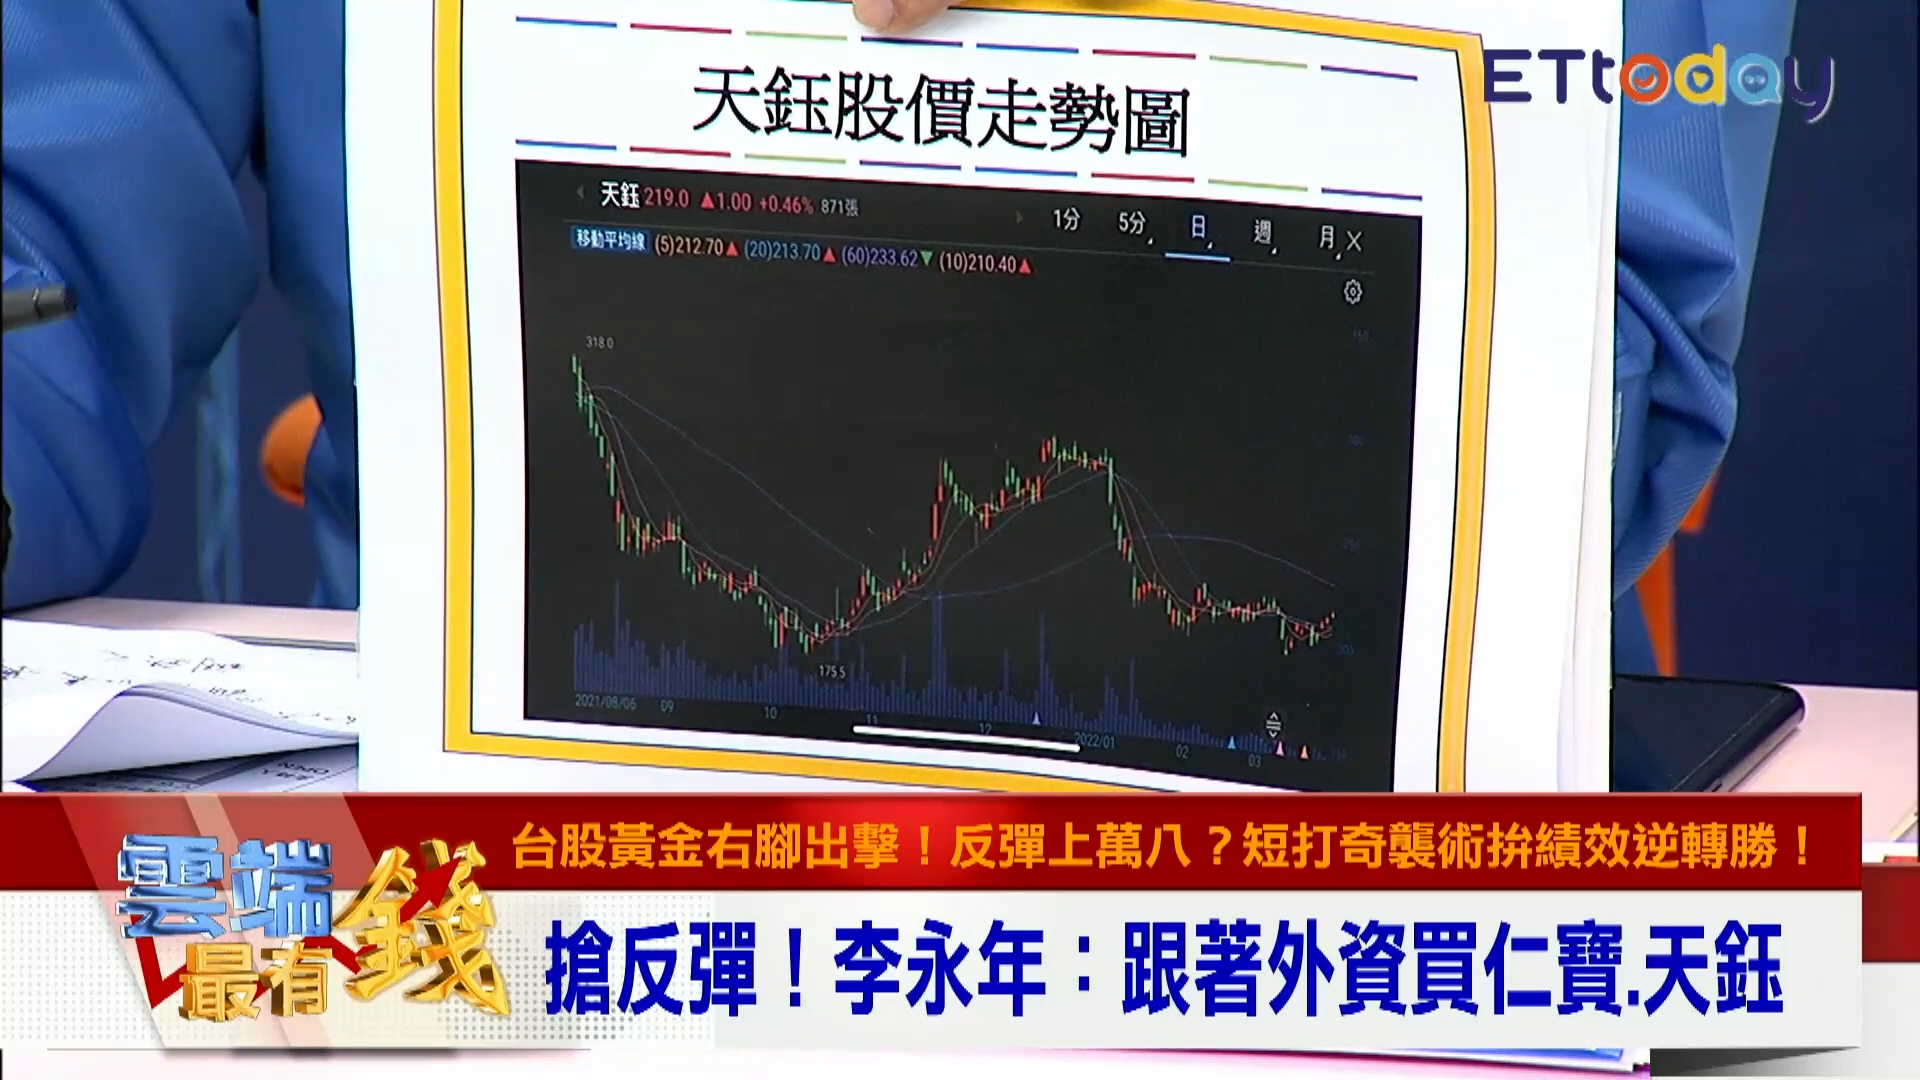 ETtoday
天鈺股價走勢圖
天鈺 219.0 ▲1.00 +0.46% 871張
1分 5分 日 週 月 X
移動平均線 (5)212.70▲ (20)213.70▲ (60)233.62▼ (10)210.40▲
318.0
175.5
2021/08/06 09 10 11 12 2022/01 02 03
OPEN
台股黃金右腳出擊！反彈上萬八？短打奇襲術拚績效逆轉勝！
雲端最有錢
搶反彈！李永年：跟著外資買仁寶.天鈺